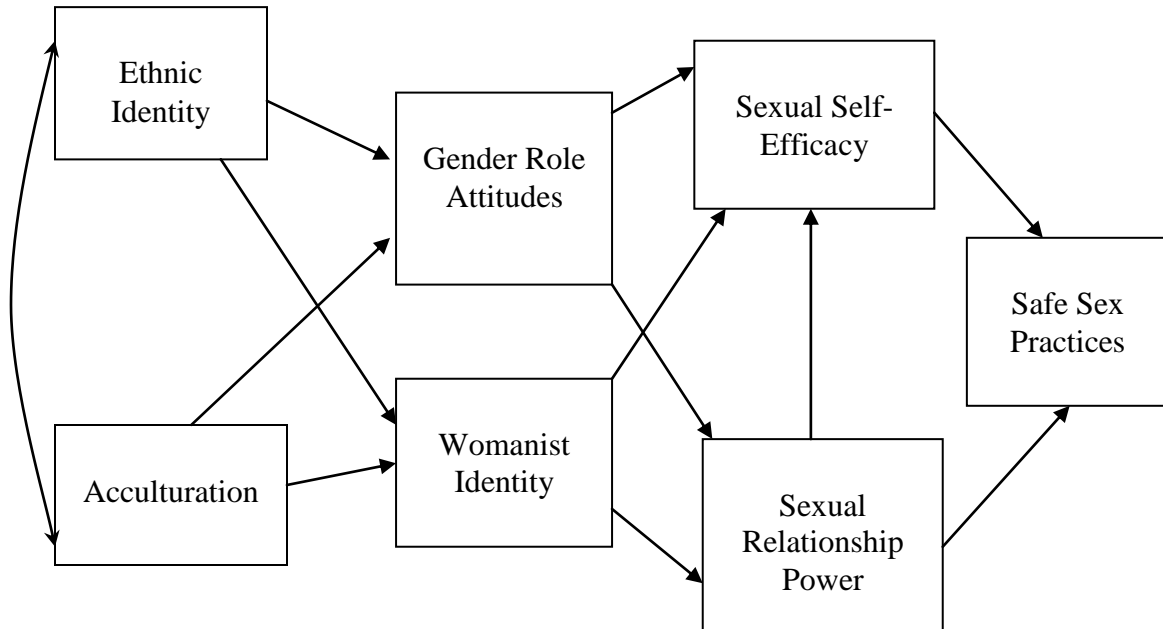 Ethnic
Identity
Gender Role
Attitudes
Sexual Self-
Efficacy
Safe Sex
Practices
Acculturation
Womanist
Identity
Sexual
Relationship
Power